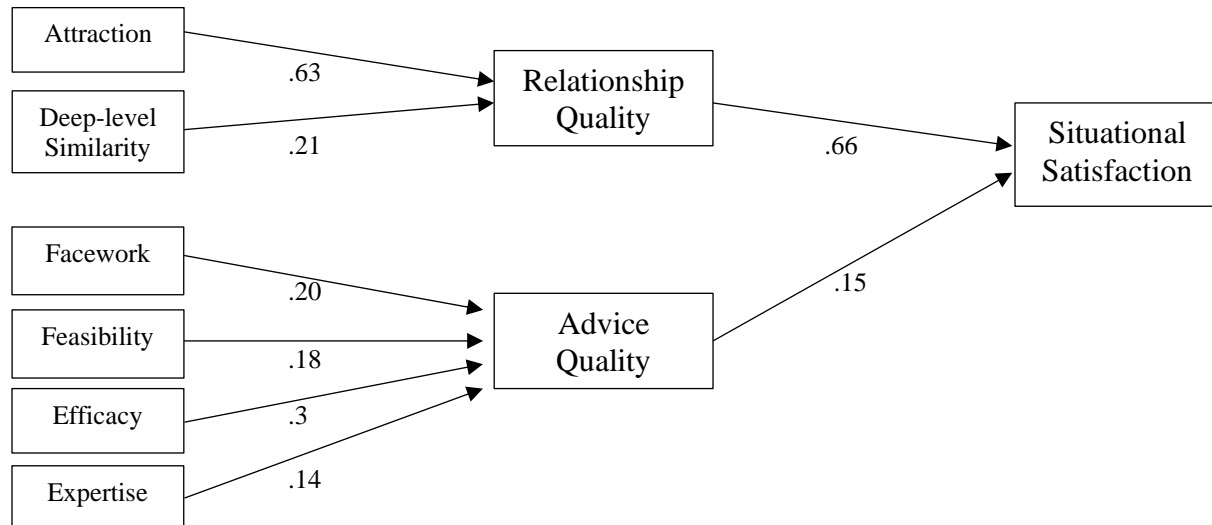 Attraction
.63
Deep-level
Similarity
.21
Relationship
Quality
.66
Situational
Satisfaction
Facework
.20
Feasibility
.18
Efficacy
.3
Expertise
.14
Advice
Quality
.15